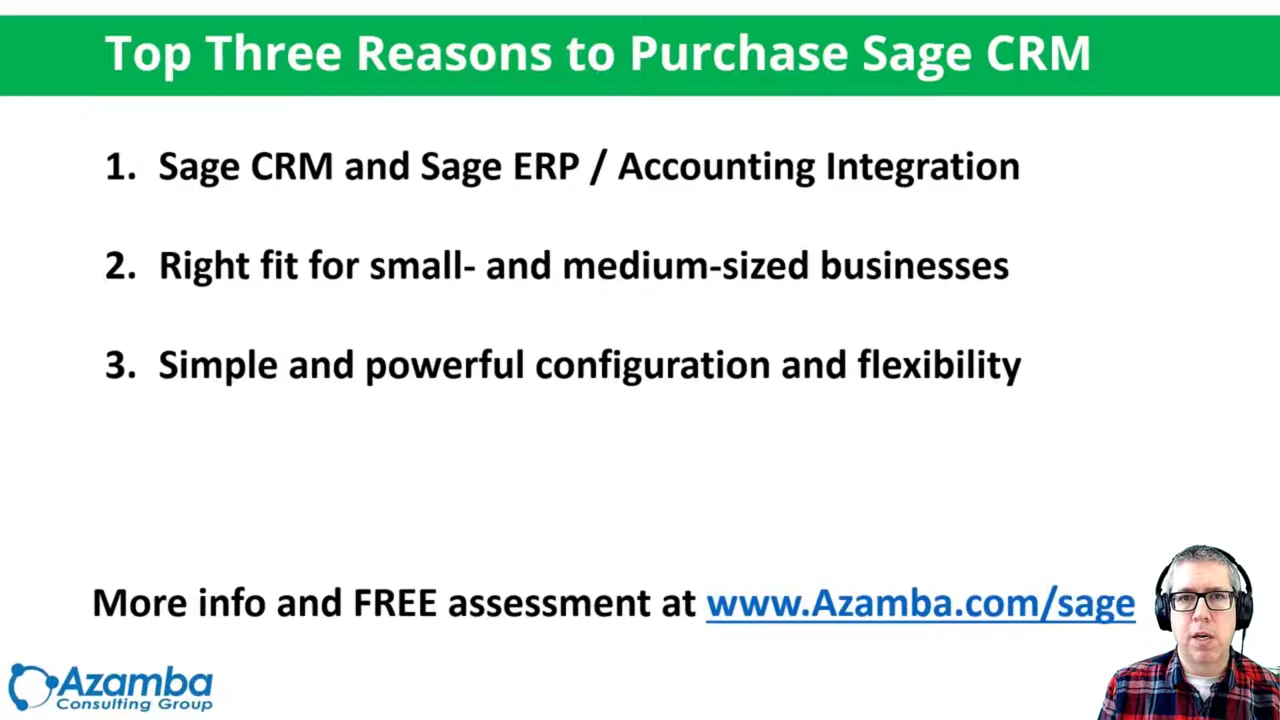 Top Three Reasons to Purchase Sage CRM
1. Sage CRM and Sage ERP / Accounting Integration
2. Right fit for small- and medium-sized businesses
3. Simple and powerful configuration and flexibility
More info and FREE assessment at www.Azamba.com/sage
Azamba
Consulting Group